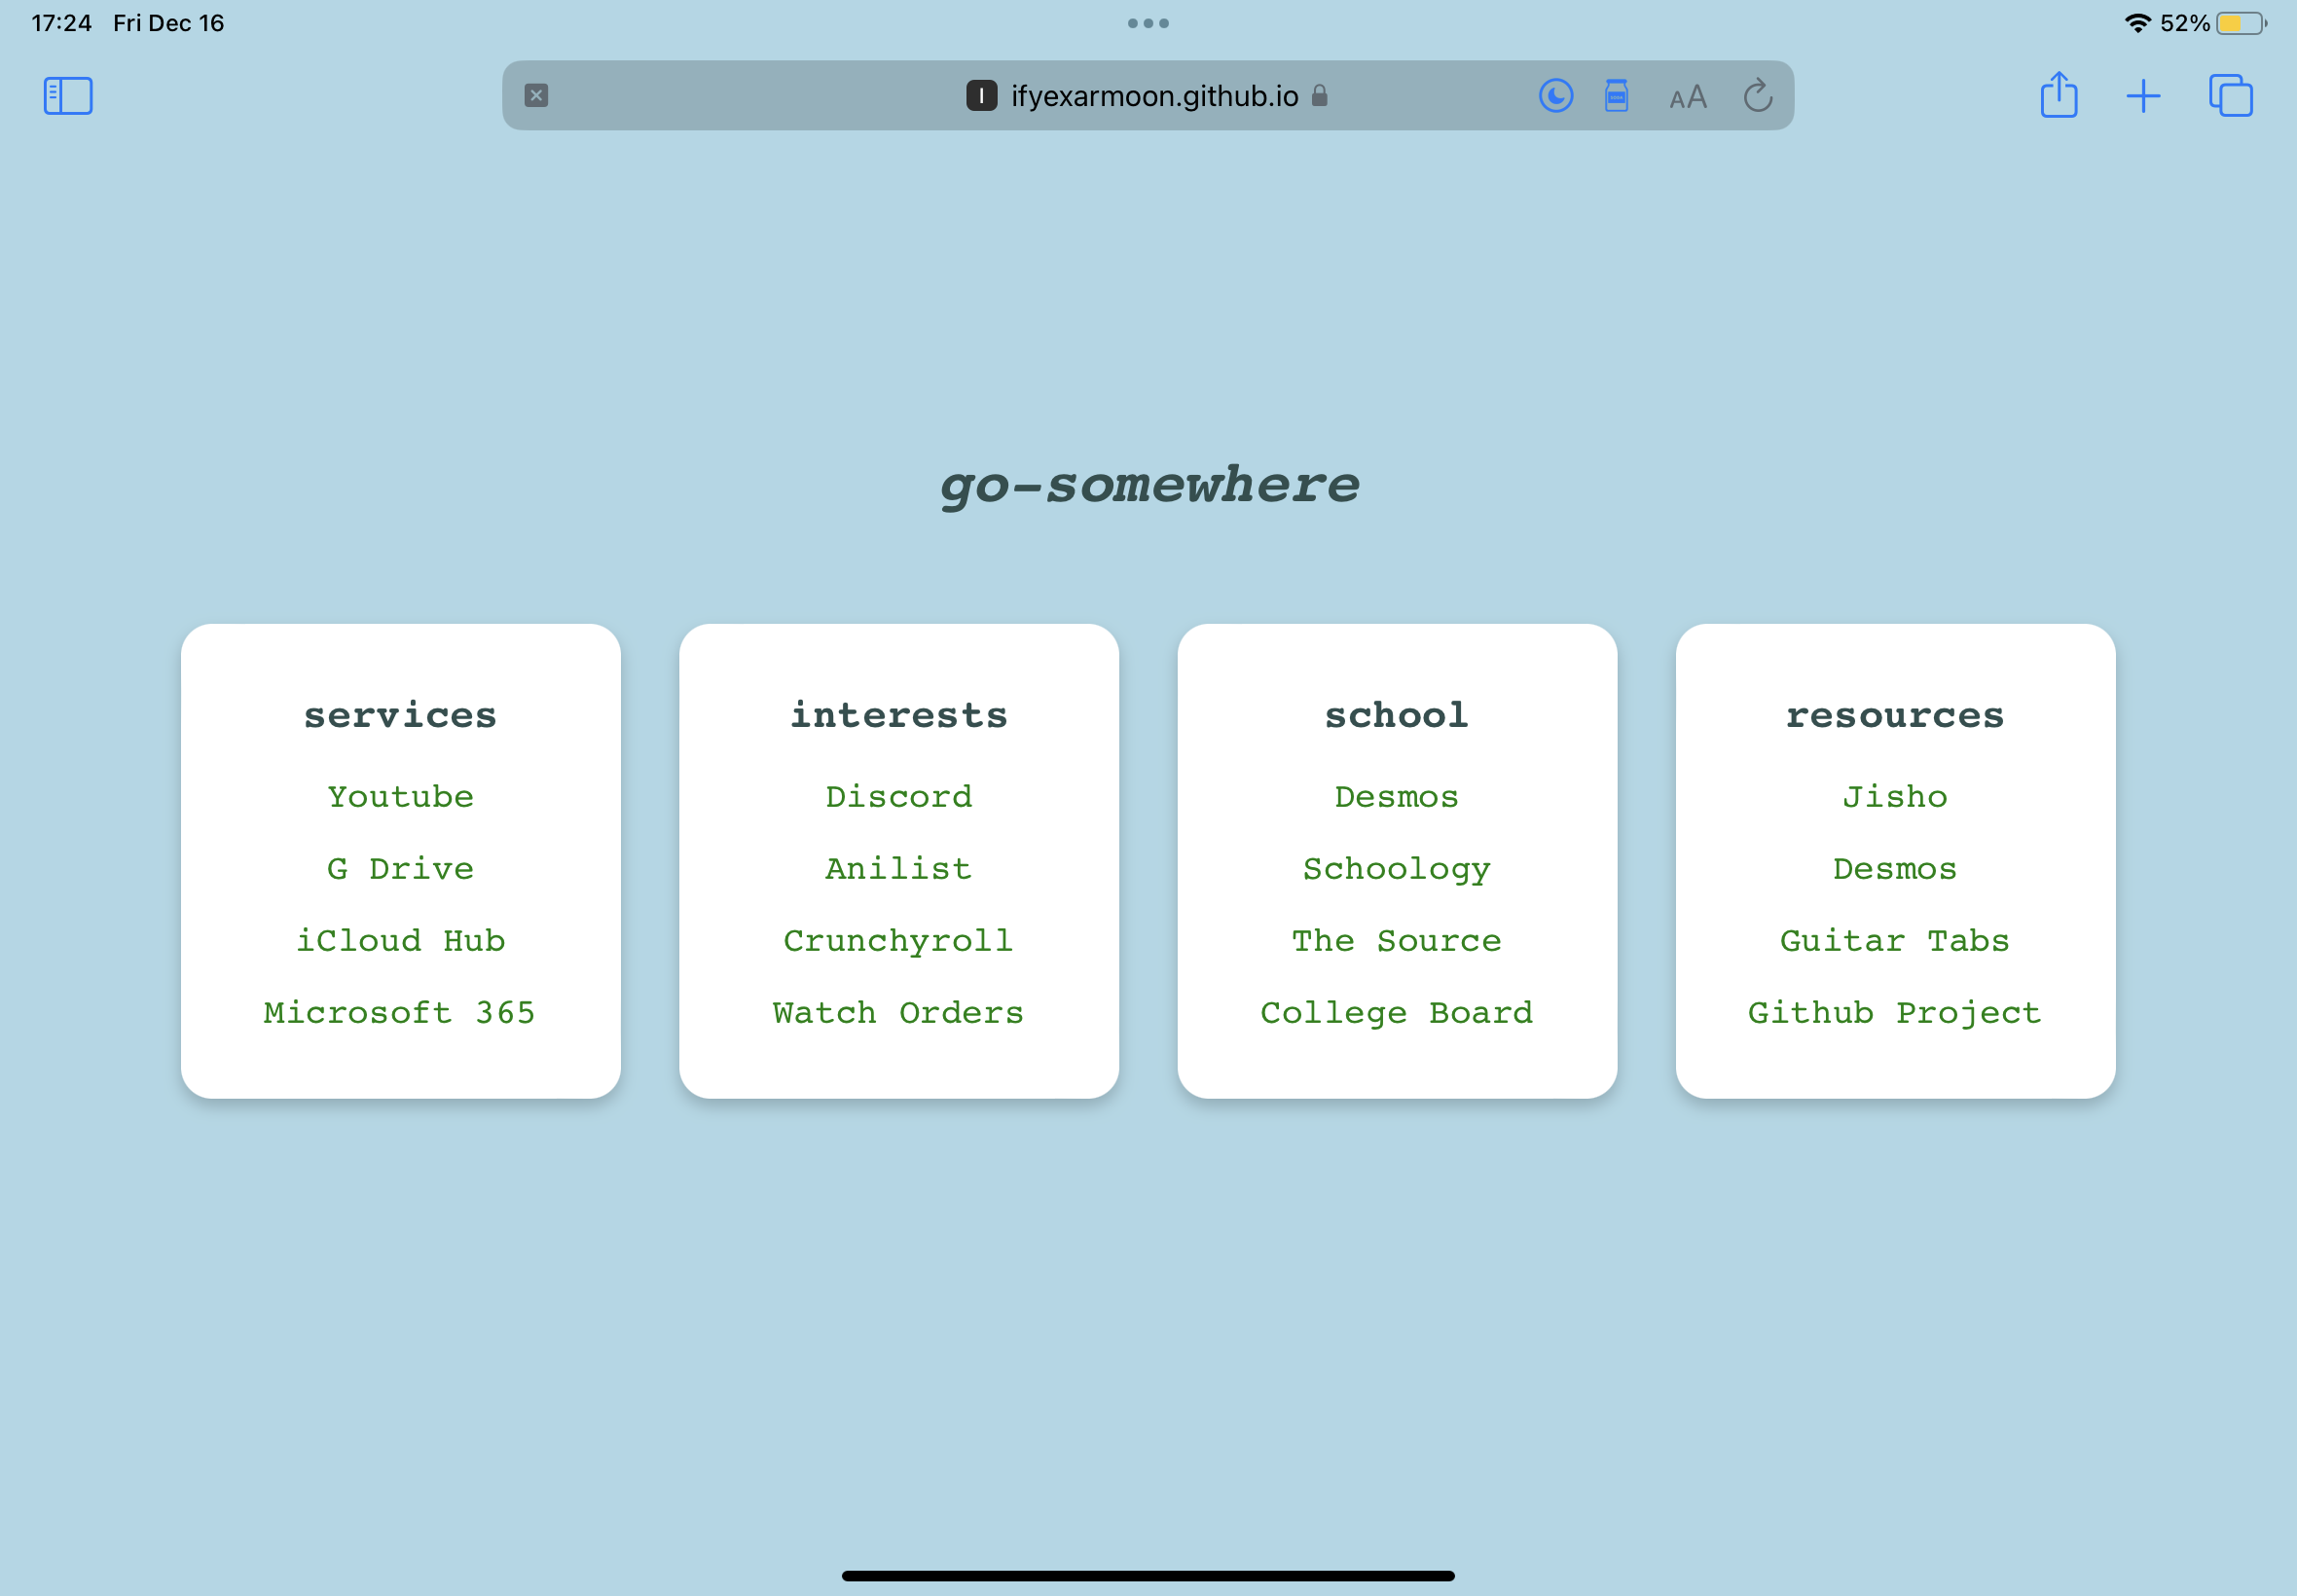 17:24 Fri Dec 16
52%
I ifyexarmoon.github.io
AA
go-somewhere
services
Youtube
G Drive
iCloud Hub
Microsoft 365
interests
Discord
Anilist
Crunchyroll
Watch Orders
school
Desmos
Schoology
The Source
College Board
resources
Jisho
Desmos
Guitar Tabs
Github Project